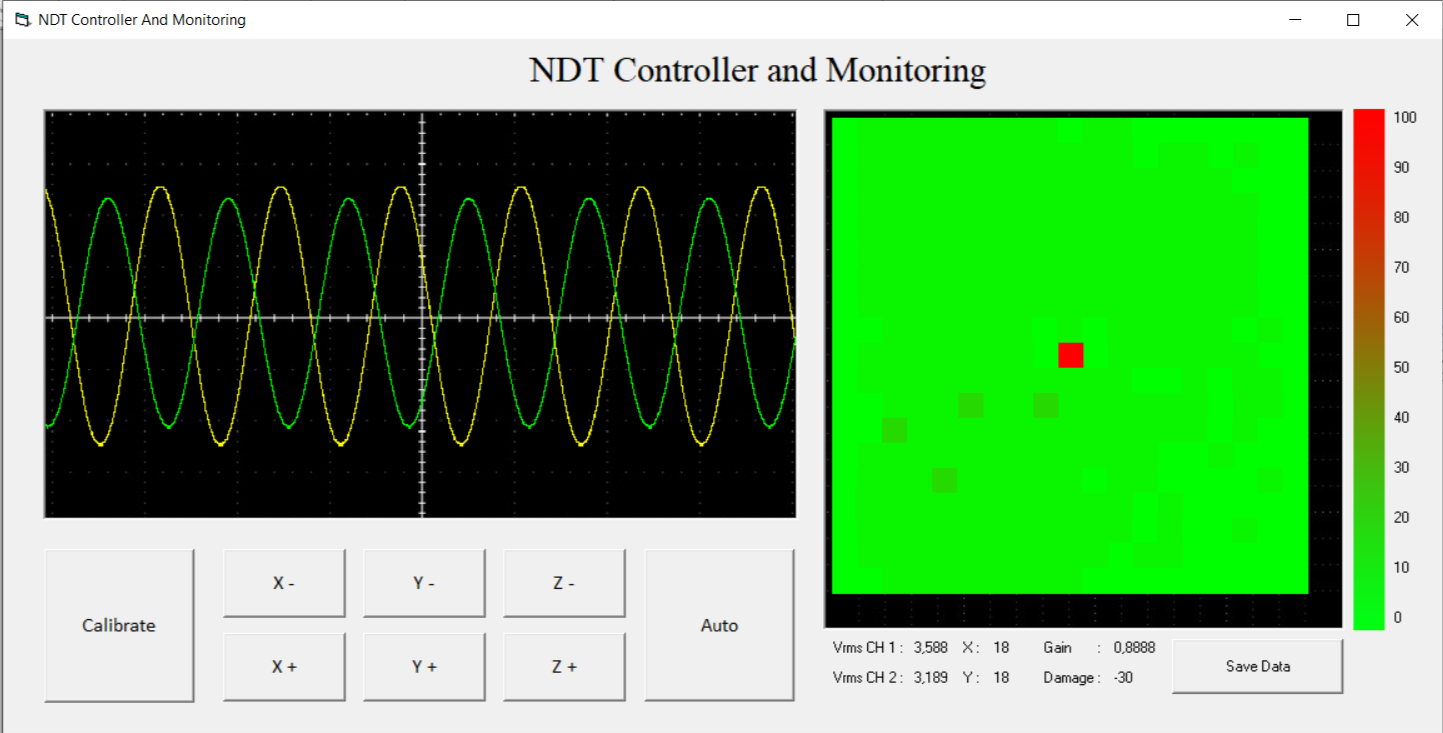 NDT Controller And Monitoring
NDT Controller and Monitoring
100
90
80
70
60
50
40
30
20
10
0
Calibrate
X -
Y -
Z -
Auto
X +
Y +
Z +
Vrms CH 1 : 3,588 X : 18 Gain : 0,8888
Vrms CH 2 : 3,189 Y : 18 Damage : -30
Save Data